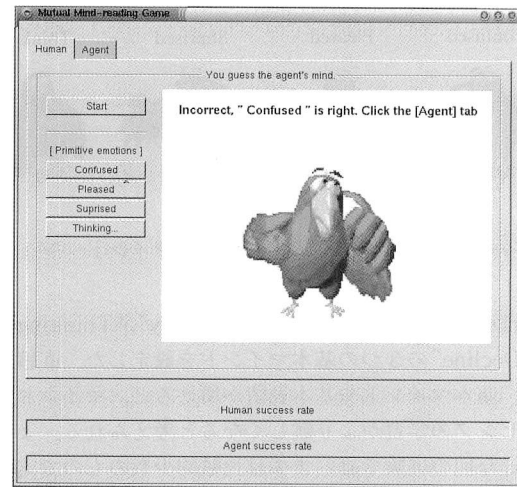 Mutual Mind-reading Game
Human Agent
You guess the agent's mind.
Start
Incorrect, " Confused " is right. Click the [Agent] tab
[ Primitive emotions ]
Confused
Pleased
Suprised
Thinking...
Human success rate
Agent success rate